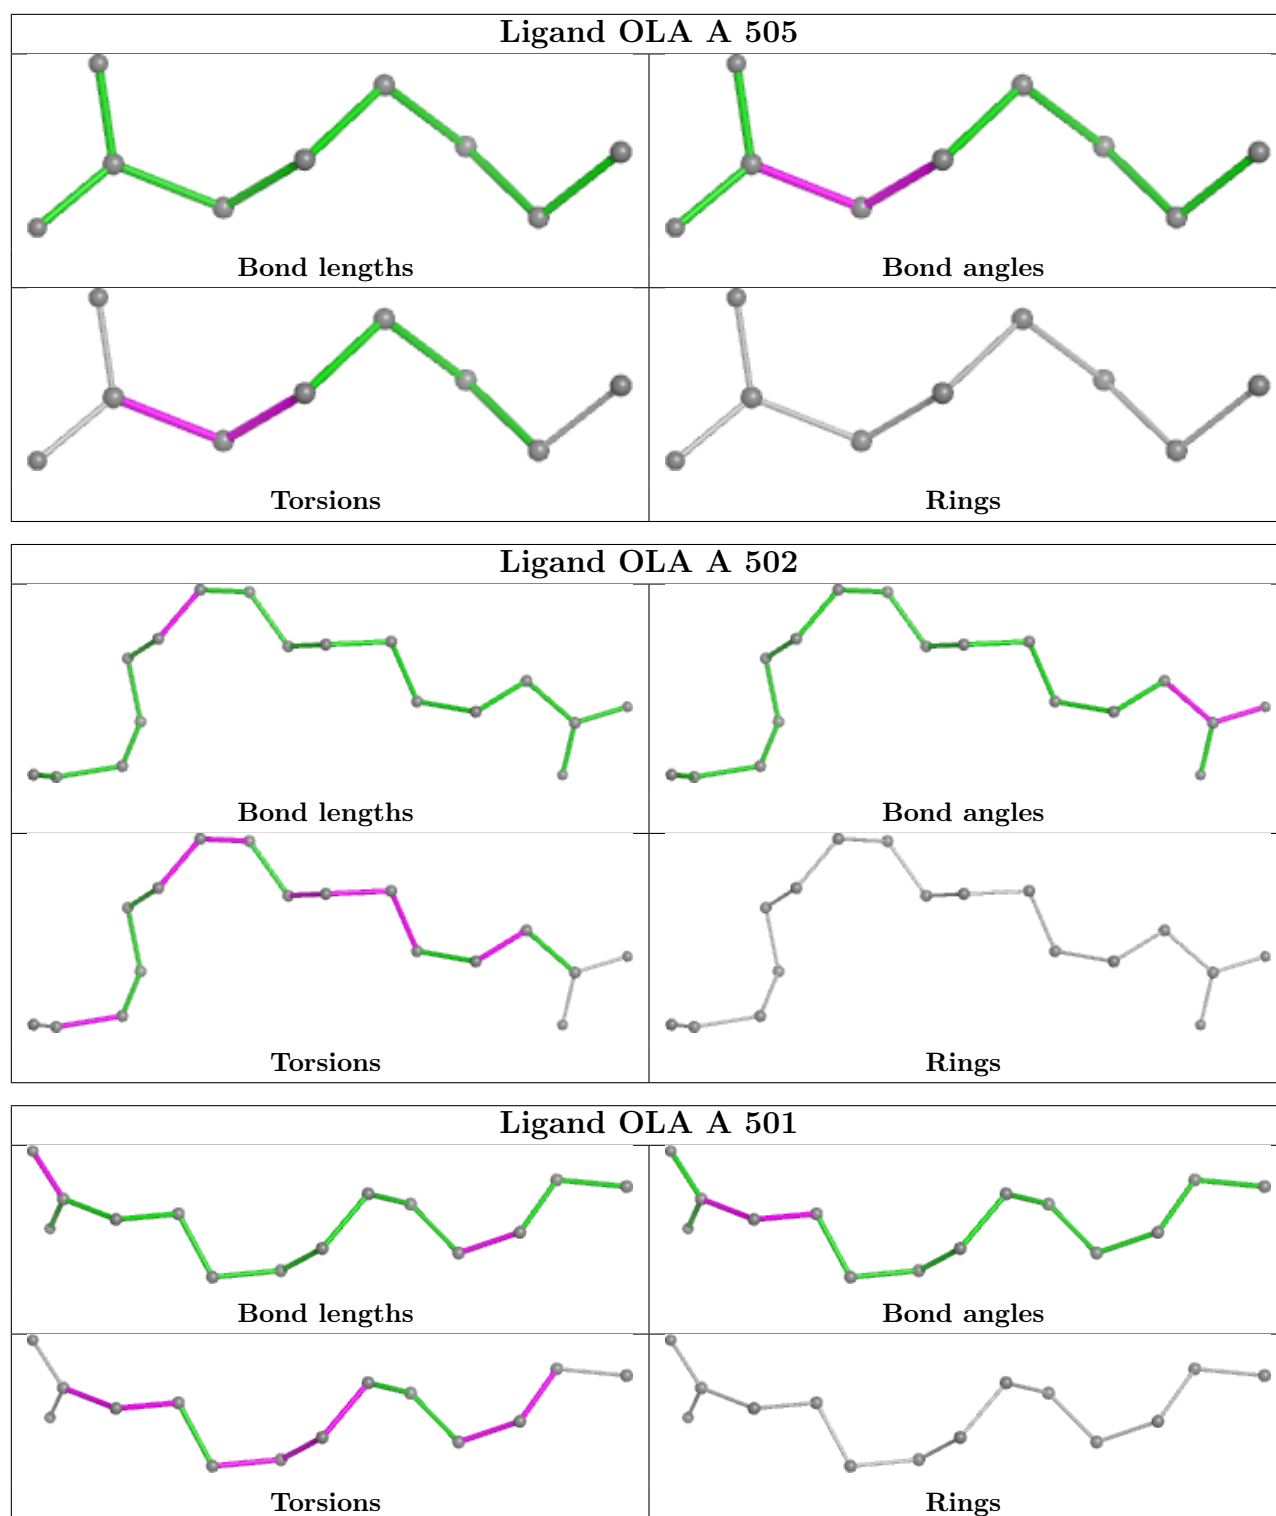 Ligand OLA A 505
Bond lengths
Bond angles
Torsions
Rings
Ligand OLA A 502
Bond lengths
Bond angles
Torsions
Rings
Ligand OLA A 501
Bond lengths
Bond angles
Torsions
Rings